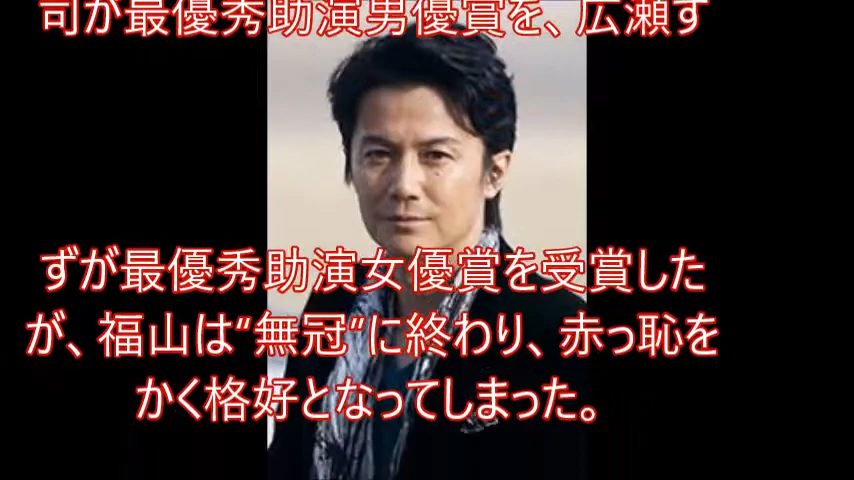 司が最優秀助演男優賞を、広瀬す
ずが最優秀助演女優賞を受賞した
が、福山は“無冠”に終わり、赤っ恥を
かく格好となってしまった。